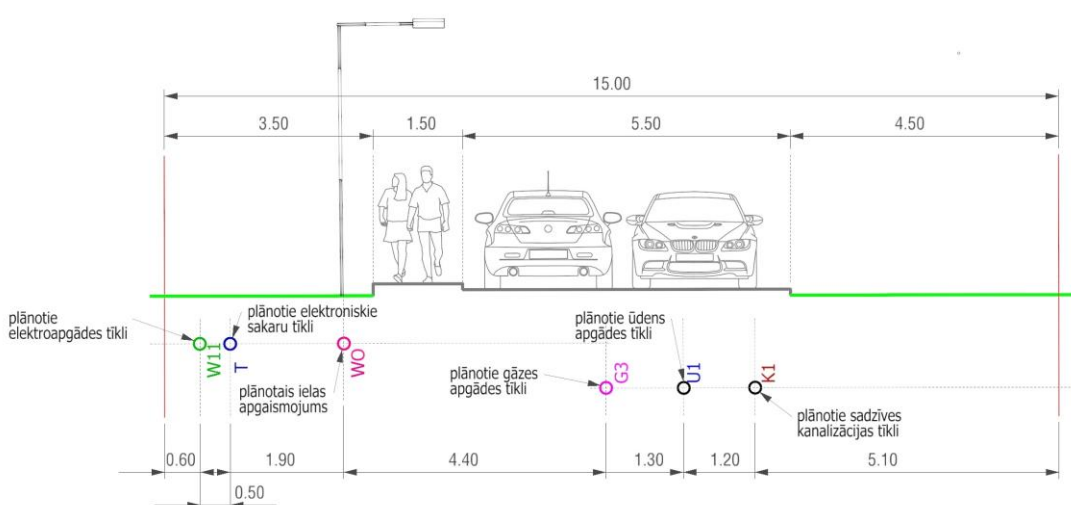 15.00
3.50
1.50
5.50
4.50
plānotie
elektroapgādes tīkli
plānotie elektroniskie
sakaru tīkli
plānotie ūdens
apgādes tīkli
W11
T
WO
plānotais ielas
apgaismojums
plānotie gāzes
apgādes tīkli
G3
U1
K1
plānotie sadzīves
kanalizācijas tīkli
0.60
1.90
4.40
1.30
1.20
5.10
0.50